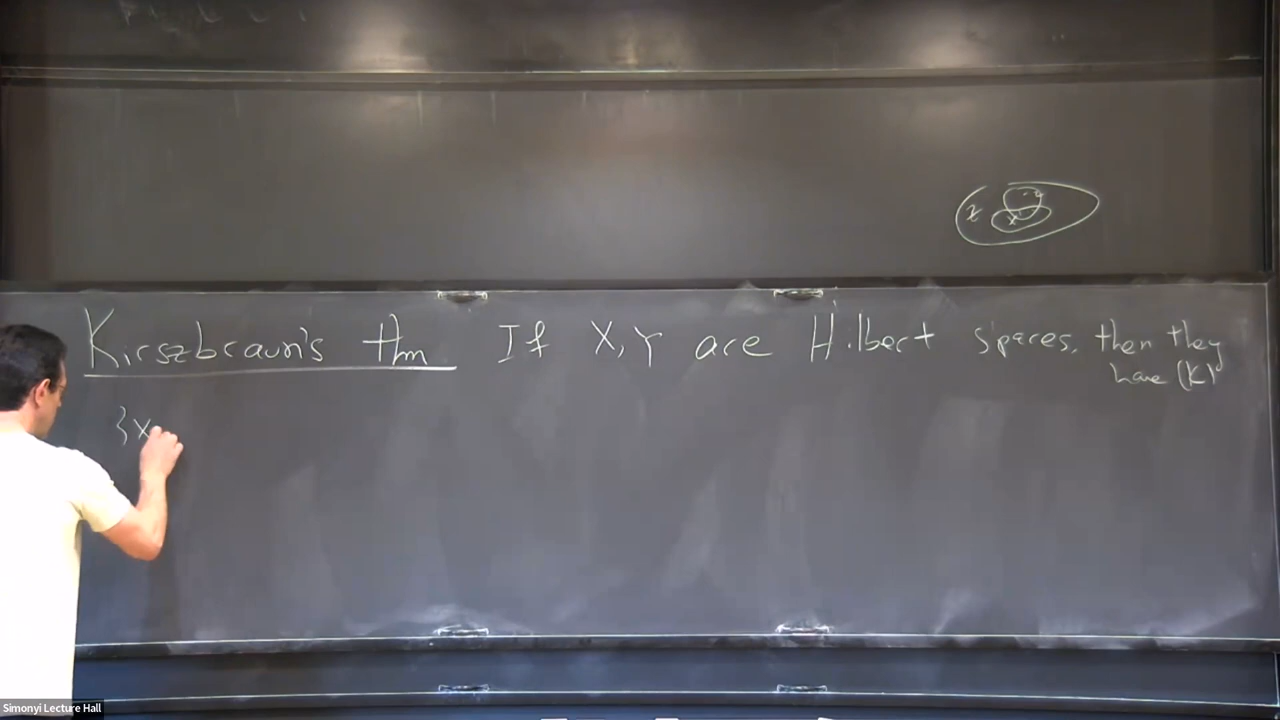 z
x
Kirszbraun's thm If X, Y are Hilbert spaces, then they
have (K)
{x
Simonyi Lecture Hall